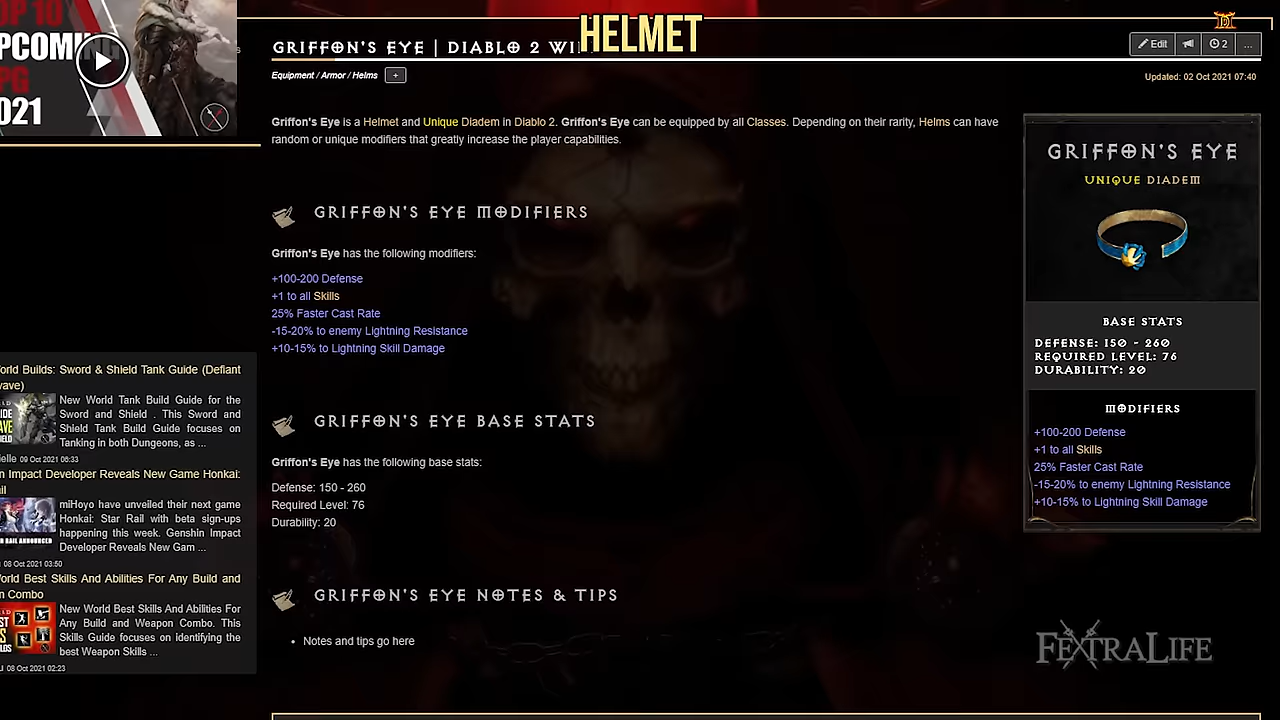 TOP 10
UPCOMING
RPG
2021
HELMET
GRIFFON'S EYE | DIABLO 2 WI
Edit
2
...
Equipment / Armor / Helms
+
Updated: 02 Oct 2021 07:40
Griffon's Eye is a Helmet and Unique Diadem in Diablo 2. Griffon's Eye can be equipped by all Classes. Depending on their rarity, Helms can have
random or unique modifiers that greatly increase the player capabilities.
GRIFFON'S EYE MODIFIERS
Griffon's Eye has the following modifiers:
+100-200 Defense
+1 to all Skills
25% Faster Cast Rate
-15-20% to enemy Lightning Resistance
+10-15% to Lightning Skill Damage
GRIFFON'S EYE BASE STATS
Griffon's Eye has the following base stats:
Defense: 150 - 260
Required Level: 76
Durability: 20
GRIFFON'S EYE NOTES & TIPS
Notes and tips go here
GRIFFON'S EYE
UNIQUE DIADEM
BASE STATS
DEFENSE: 150 - 260
REQUIRED LEVEL: 76
DURABILITY: 20
MODIFIERS
+100-200 Defense
+1 to all Skills
25% Faster Cast Rate
-15-20% to enemy Lightning Resistance
+10-15% to Lightning Skill Damage
FEXTRALIFE
orld Builds: Sword & Shield Tank Guide (Defiant
vave)
New World Tank Build Guide for the
Sword and Shield . This Sword and
Shield Tank Build Guide focuses on
Tanking in both Dungeons, as ...
ielle 09 Oct 2021 06:33
n Impact Developer Reveals New Game Honkai:
ail
miHoyo have unveiled their next game
Honkai: Star Rail with beta sign-ups
happening this week. Genshin Impact
Developer Reveals New Gam ...
08 Oct 2021 03:50
orld Best Skills And Abilities For Any Build and
n Combo
New World Best Skills And Abilities For
Any Build and Weapon Combo. This
Skills Guide focuses on identifying the
best Weapon Skills ...
08 Oct 2021 02:23